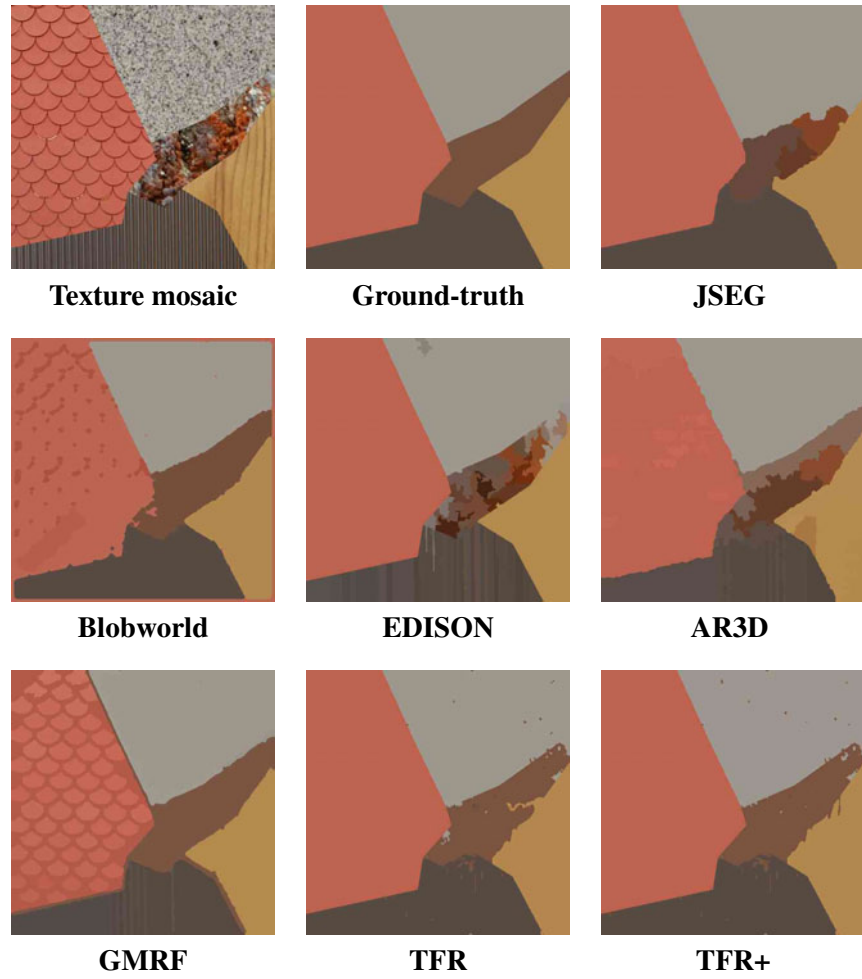 Texture mosaic
Ground-truth
JSEG
Blobworld
EDISON
AR3D
GMRF
TFR
TFR+